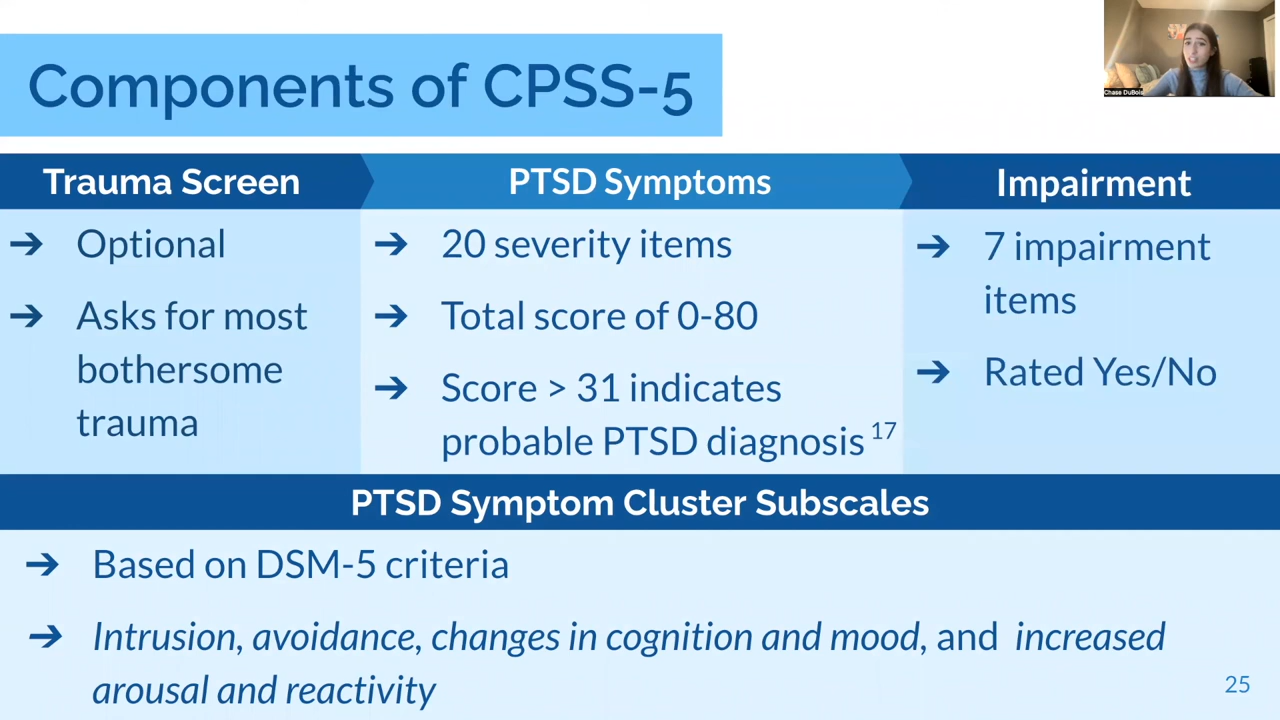 Components of CPSS-5
Chase DuBois
Trauma Screen
➔ Optional
➔ Asks for most
bothersome
trauma
PTSD Symptoms
➔ 20 severity items
➔ Total score of 0-80
➔ Score > 31 indicates
probable PTSD diagnosis 17
Impairment
➔ 7 impairment
items
➔ Rated Yes/No
PTSD Symptom Cluster Subscales
➔ Based on DSM-5 criteria
➔ Intrusion, avoidance, changes in cognition and mood, and increased
arousal and reactivity
25